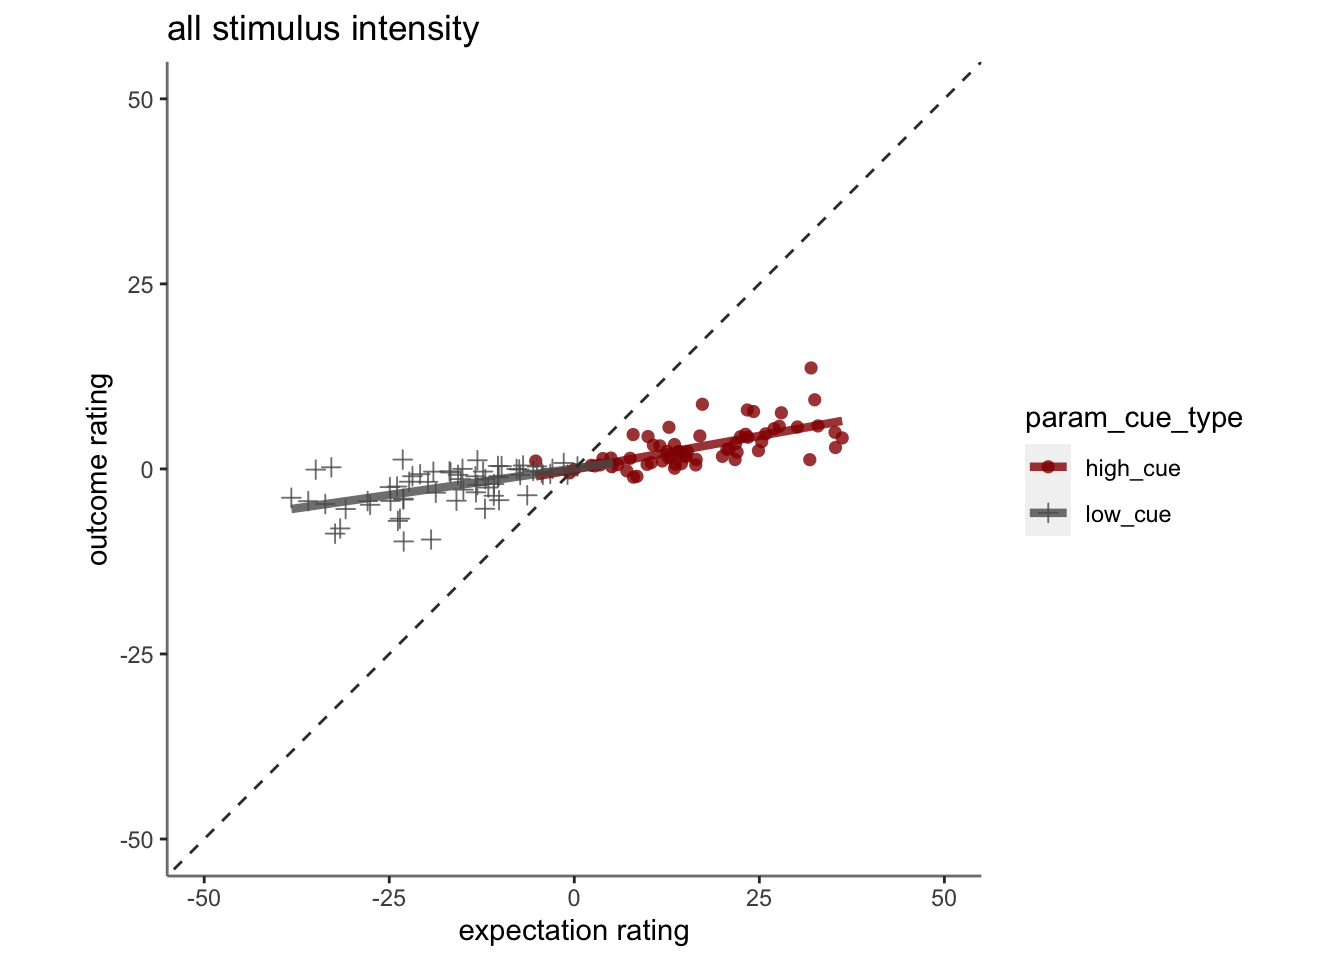 all stimulus intensity
50
25
0
-25
-50
outcome rating
-50
-25
0
25
50
expectation rating
param_cue_type
high_cue
low_cue